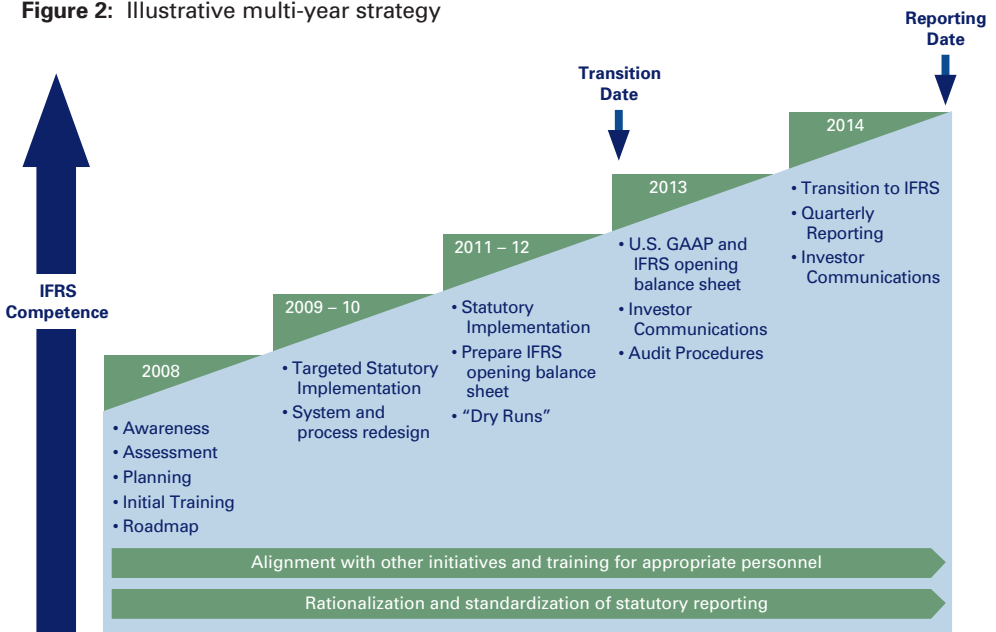 Figure 2: Illustrative multi-year strategy
Reporting
Date
Transition
Date
IFRS
Competence
2008
• Awareness
• Assessment
• Planning
• Initial Training
• Roadmap
2009 – 10
• Targeted Statutory
Implementation
• System and
process redesign
2011 – 12
• Statutory
Implementation
• Prepare IFRS
opening balance
sheet
• “Dry Runs”
2013
• U.S. GAAP and
IFRS opening
balance sheet
• Investor
Communications
• Audit Procedures
2014
• Transition to IFRS
• Quarterly
Reporting
• Investor
Communications
Alignment with other initiatives and training for appropriate personnel
Rationalization and standardization of statutory reporting